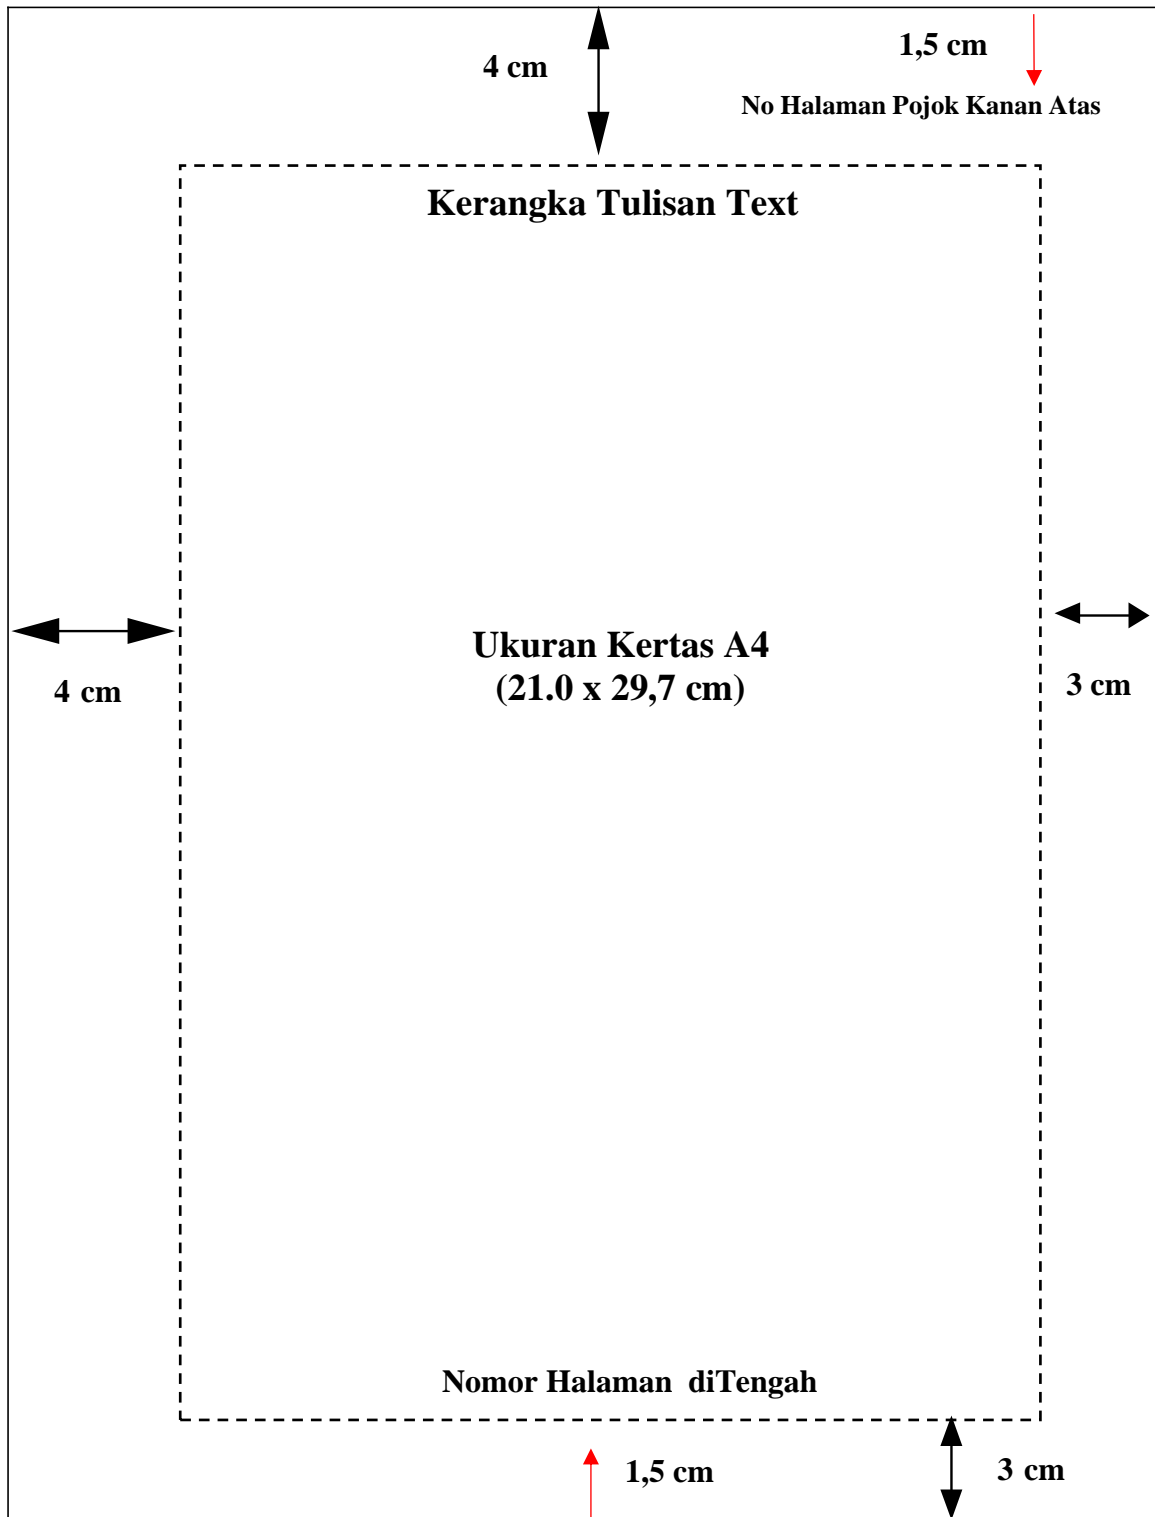 1,5 cm
4 cm
No Halaman Pojok Kanan Atas
Kerangka Tulisan Text
Ukuran Kertas A4
(21.0 x 29,7 cm)
4 cm
3 cm
Nomor Halaman diTengah
1,5 cm
3 cm